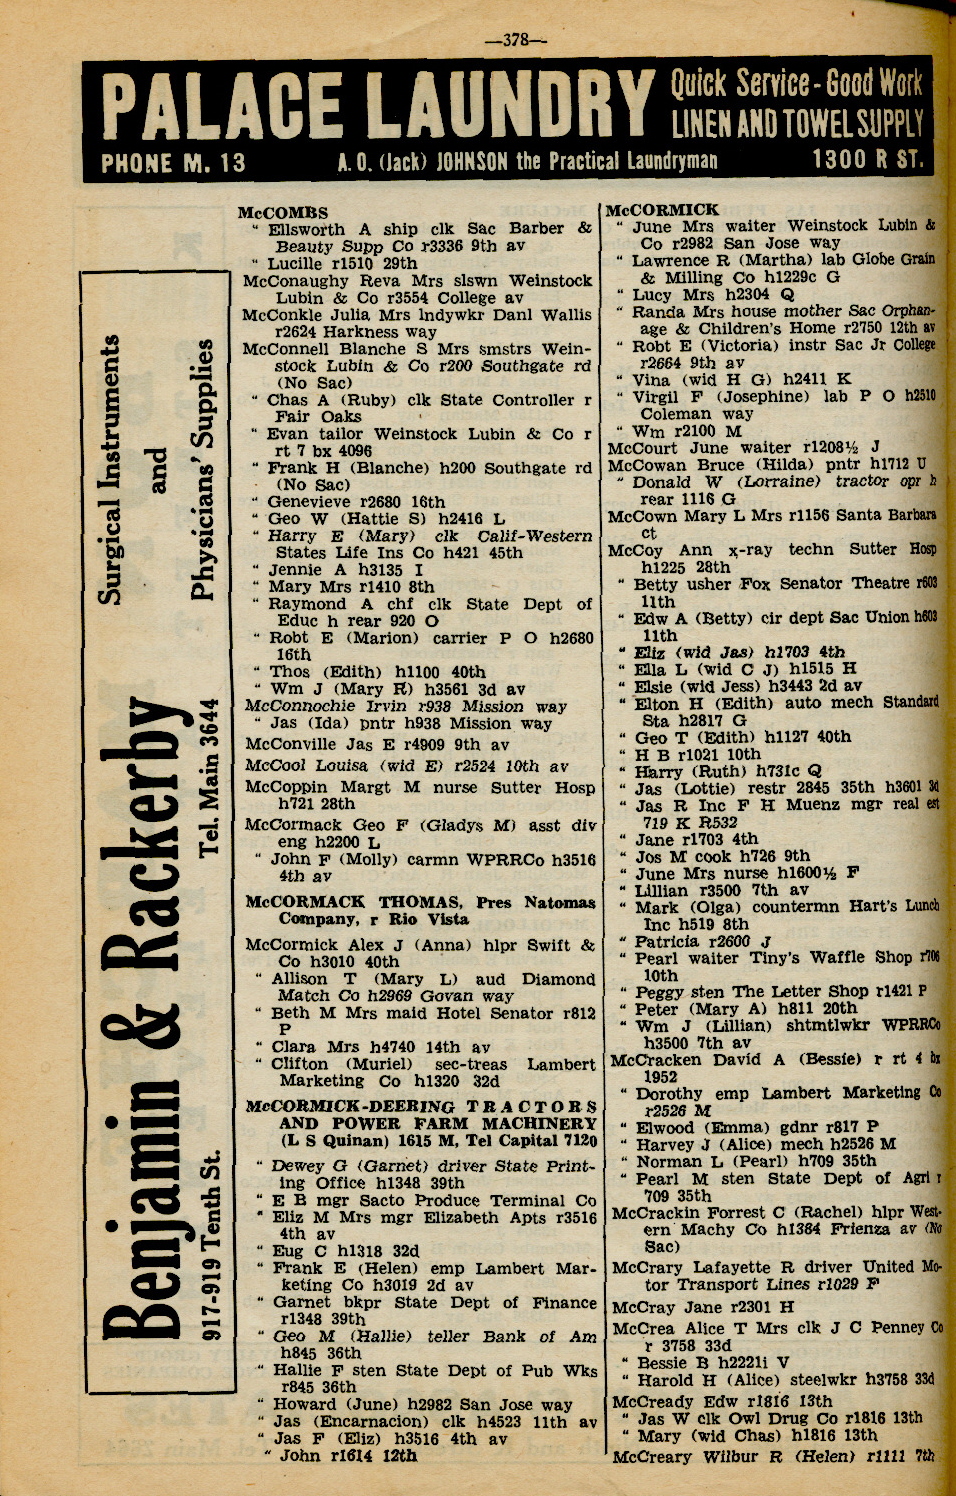 —378—
PALACE LAUNDRY
Quick Service - Good Work
LINEN AND TOWEL SUPPLY
PHONE M. 13
A. O. (Jack) JOHNSON the Practical Laundryman
1300 R ST.
Surgical Instruments
and
Physicians' Supplies
Benjamin & Rackerby
917-919 Tenth St.
Tel. Main 3644
McCOMBS
" Ellsworth A ship clk Sac Barber &
Beauty Supp Co r3336 9th av
" Lucille r1510 29th
McConaughy Reva Mrs slswn Weinstock
Lubin & Co r3554 College av
McConkle Julia Mrs lndywkr Danl Wallis
r2624 Harkness way
McConnell Blanche S Mrs smstrs Wein-
stock Lubin & Co r200 Southgate rd
(No Sac)
" Chas A (Ruby) clk State Controller r
Fair Oaks
" Evan tailor Weinstock Lubin & Co r
rt 7 bx 4096
" Frank H (Blanche) h200 Southgate rd
(No Sac)
" Genevieve r2680 16th
" Geo W (Hattie S) h2416 L
" Harry E (Mary) clk Calif-Western
States Life Ins Co h421 45th
" Jennie A h3135 I
" Mary Mrs r1410 8th
" Raymond A chf clk State Dept of
Educ h rear 920 O
" Robt E (Marion) carrier P O h2680
16th
" Thos (Edith) h1100 40th
" Wm J (Mary R) h3561 3d av
McConnochie Irvin r938 Mission way
" Jas (Ida) pntr h938 Mission way
McConville Jas E r4909 9th av
McCool Louisa (wid E) r2524 10th av
McCoppin Margt M nurse Sutter Hosp
h721 28th
McCormack Geo F (Gladys M) asst div
eng h2200 L
" John F (Molly) carmn WPRRCo h3516
4th av
McCORMACK THOMAS, Pres Natomas
Company, r Rio Vista
McCormick Alex J (Anna) hlpr Swift &
Co h3010 40th
" Allison T (Mary L) aud Diamond
Match Co h2969 Govan way
" Beth M Mrs maid Hotel Senator r812
P
" Clara Mrs h4740 14th av
" Clifton (Muriel) sec-treas Lambert
Marketing Co h1320 32d
McCORMICK-DEERING TRACTORS
AND POWER FARM MACHINERY
(L S Quinan) 1615 M, Tel Capital 7120
" Dewey G (Garnet) driver State Print-
ing Office h1348 39th
" E B mgr Sacto Produce Terminal Co
" Eliz M Mrs mgr Elizabeth Apts r3516
4th av
" Eug C h1318 32d
" Frank E (Helen) emp Lambert Mar-
keting Co h3019 2d av
" Garnet bkpr State Dept of Finance
r1348 39th
" Geo M (Hallie) teller Bank of Am
h845 36th
" Hallie F sten State Dept of Pub Wks
r845 36th
" Howard (June) h2982 San Jose way
" Jas (Encarnacion) clk h4523 11th av
" Jas F (Eliz) h3516 4th av
" John r1614 12th
McCORMICK
" June Mrs waiter Weinstock Lubin &
Co r2982 San Jose way
" Lawrence R (Martha) lab Globe Grain
& Milling Co h1229c G
" Lucy Mrs h2304 Q
" Randa Mrs house mother Sac Orphan-
age & Children's Home r2750 12th av
" Robt E (Victoria) instr Sac Jr College
r2664 9th av
" Vina (wid H G) h2411 K
" Virgil F (Josephine) lab P O h2510
Coleman way
" Wm r2100 M
McCourt June waiter r1208½ J
McCowan Bruce (Hilda) pntr h1712 U
" Donald W (Lorraine) tractor opr h
rear 1116 G
McCown Mary L Mrs r1156 Santa Barbara
ct
McCoy Ann x-ray techn Sutter Hosp
h1225 28th
" Betty usher Fox Senator Theatre r603
11th
" Edw A (Betty) cir dept Sac Union h603
11th
" Eliz (wid Jas) h1703 4th
" Ella L (wid C J) h1515 H
" Elsie (wid Jess) h3443 2d av
" Elton H (Edith) auto mech Standard
Sta h2817 G
" Geo T (Edith) h1127 40th
" H B r1021 10th
" Harry (Ruth) h731c Q
" Jas (Lottie) restr 2845 35th h3601 3d
" Jas R Inc F H Muenz mgr real est
719 K R532
" Jane r1703 4th
" Jos M cook h726 9th
" June Mrs nurse h1600½ F
" Lillian r3500 7th av
" Mark (Olga) countermn Hart's Lunch
Inc h519 8th
" Patricia r2600 J
" Pearl waiter Tiny's Waffle Shop r706
10th
" Peggy sten The Letter Shop r1421 P
" Peter (Mary A) h811 20th
" Wm J (Lillian) shtmtlwkr WPRRCo
h3500 7th av
McCracken David A (Bessie) r rt 4 bx
1952
" Dorothy emp Lambert Marketing Co
r2526 M
" Elwood (Emma) gdnr r817 P
" Harvey J (Alice) mech h2526 M
" Norman L (Pearl) h709 35th
" Pearl M sten State Dept of Agri r
709 35th
McCrackin Forrest C (Rachel) hlpr West-
ern Machy Co h1384 Frienza av (No
Sac)
McCrary Lafayette R driver United Mo-
tor Transport Lines r1029 F
McCray Jane r2301 H
McCrea Alice T Mrs clk J C Penney Co
r 3758 33d
" Bessie B h2221i V
" Harold H (Alice) steelwkr h3758 33d
McCready Edw r1816 13th
" Jas W clk Owl Drug Co r1816 13th
" Mary (wid Chas) h1816 13th
McCreary Wilbur R (Helen) r1111 7th